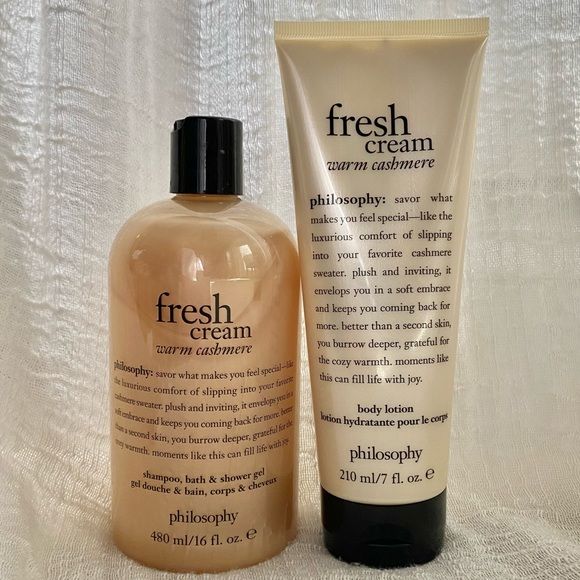 fresh
cream
warm cashmere
philosophy: savor what makes you feel special—like
the luxurious comfort of slipping into your favorite
cashmere sweater. plush and inviting, it envelops you in a
soft embrace and keeps you coming back for more. better
than a second skin, you burrow deeper, grateful for the
cozy warmth. moments like this can fill life with joy.
shampoo, bath & shower gel
gel douche & bain, corps & cheveux
philosophy
480 ml/16 fl. oz. e
fresh
cream
warm cashmere
philosophy: savor what
makes you feel special—like the
luxurious comfort of slipping
into your favorite cashmere
sweater. plush and inviting, it
envelops you in a soft embrace
and keeps you coming back for
more. better than a second skin,
you burrow deeper, grateful for
the cozy warmth. moments like
this can fill life with joy.
body lotion
lotion hydratante pour le corps
philosophy
210 ml/7 fl. oz. e